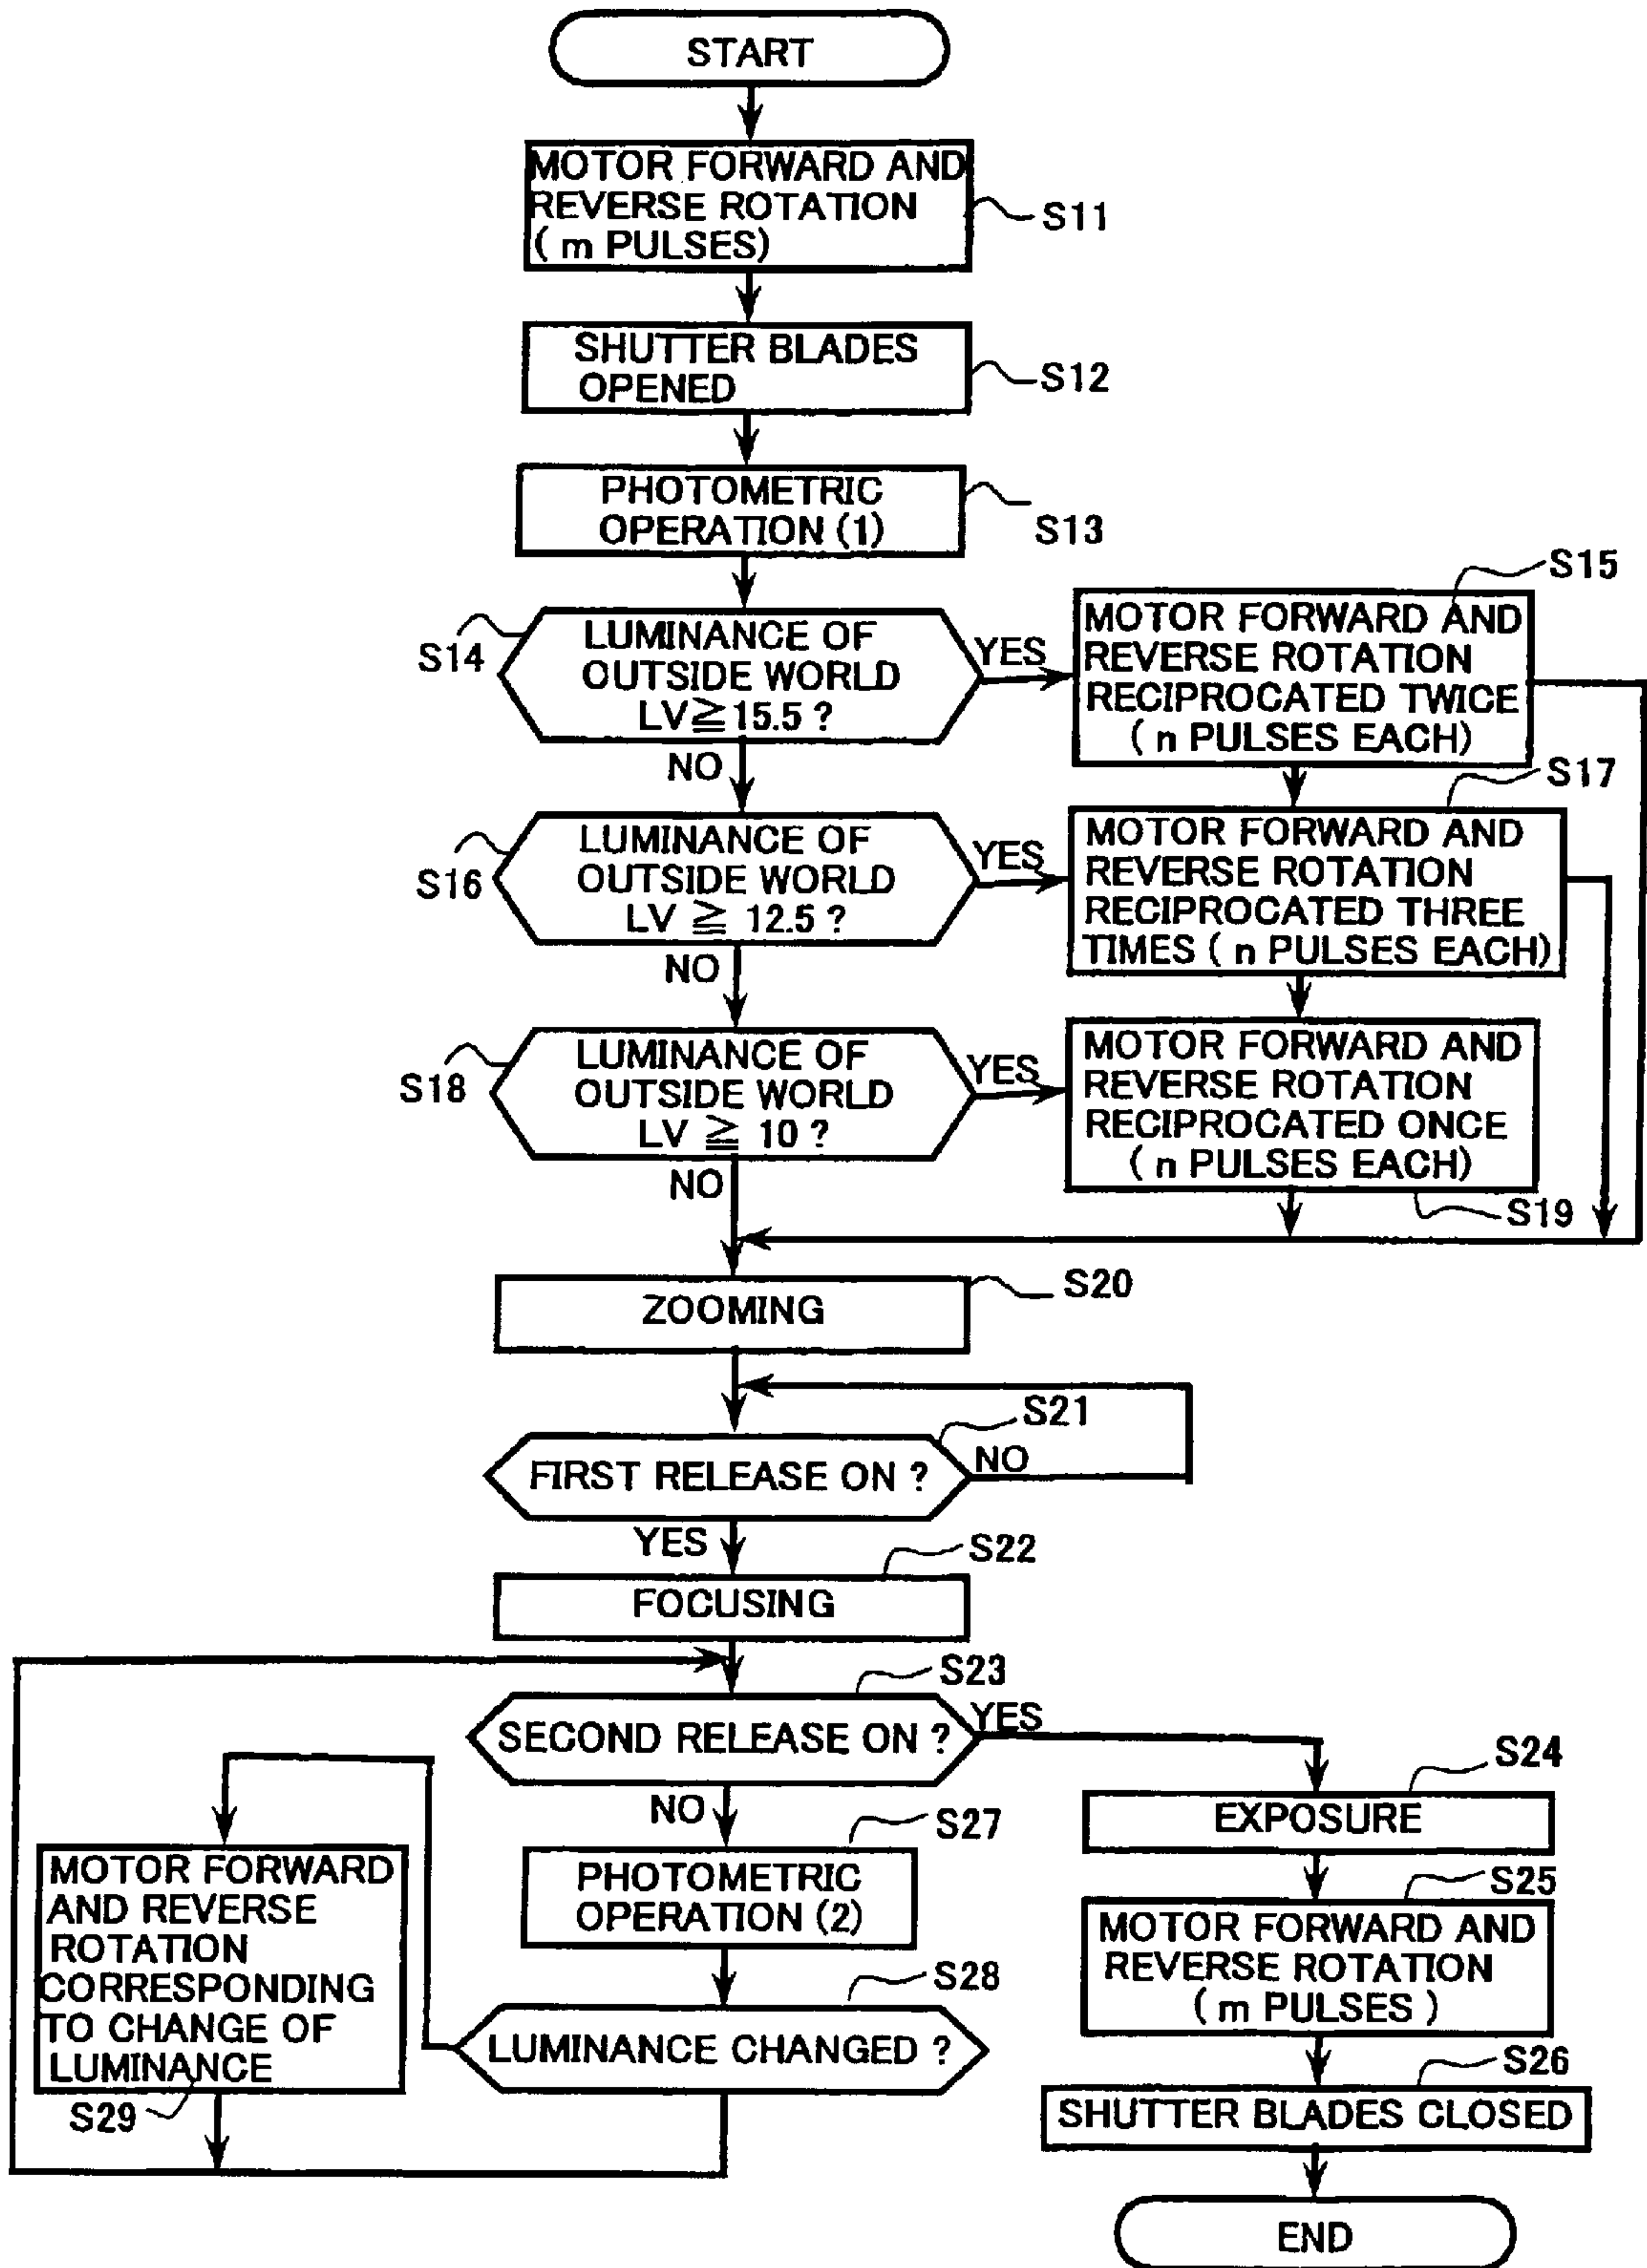 START
MOTOR FORWARD AND
REVERSE ROTATION
( m PULSES)
S11
SHUTTER BLADES
OPENED
S12
PHOTOMETRIC
OPERATION (1)
S13
S14
LUMINANCE OF
OUTSIDE WORLD
LV≧15.5 ?
YES
NO
S15
MOTOR FORWARD AND
REVERSE ROTATION
RECIPROCATED TWICE
( n PULSES EACH)
S16
LUMINANCE OF
OUTSIDE WORLD
LV ≧ 12.5 ?
YES
NO
S17
MOTOR FORWARD AND
REVERSE ROTATION
RECIPROCATED THREE
TIMES ( n PULSES EACH)
S18
LUMINANCE OF
OUTSIDE WORLD
LV ≧ 10 ?
YES
NO
MOTOR FORWARD AND
REVERSE ROTATION
RECIPROCATED ONCE
( n PULSES EACH)
S19
ZOOMING
S20
S21
FIRST RELEASE ON ?
NO
YES
S22
FOCUSING
S23
SECOND RELEASE ON ?
YES
NO
S24
EXPOSURE
S27
PHOTOMETRIC
OPERATION (2)
S25
MOTOR FORWARD AND
REVERSE ROTATION
( m PULSES )
MOTOR FORWARD
AND REVERSE
ROTATION
CORRESPONDING
TO CHANGE OF
LUMINANCE
S29
S28
LUMINANCE CHANGED ?
S26
SHUTTER BLADES CLOSED
END